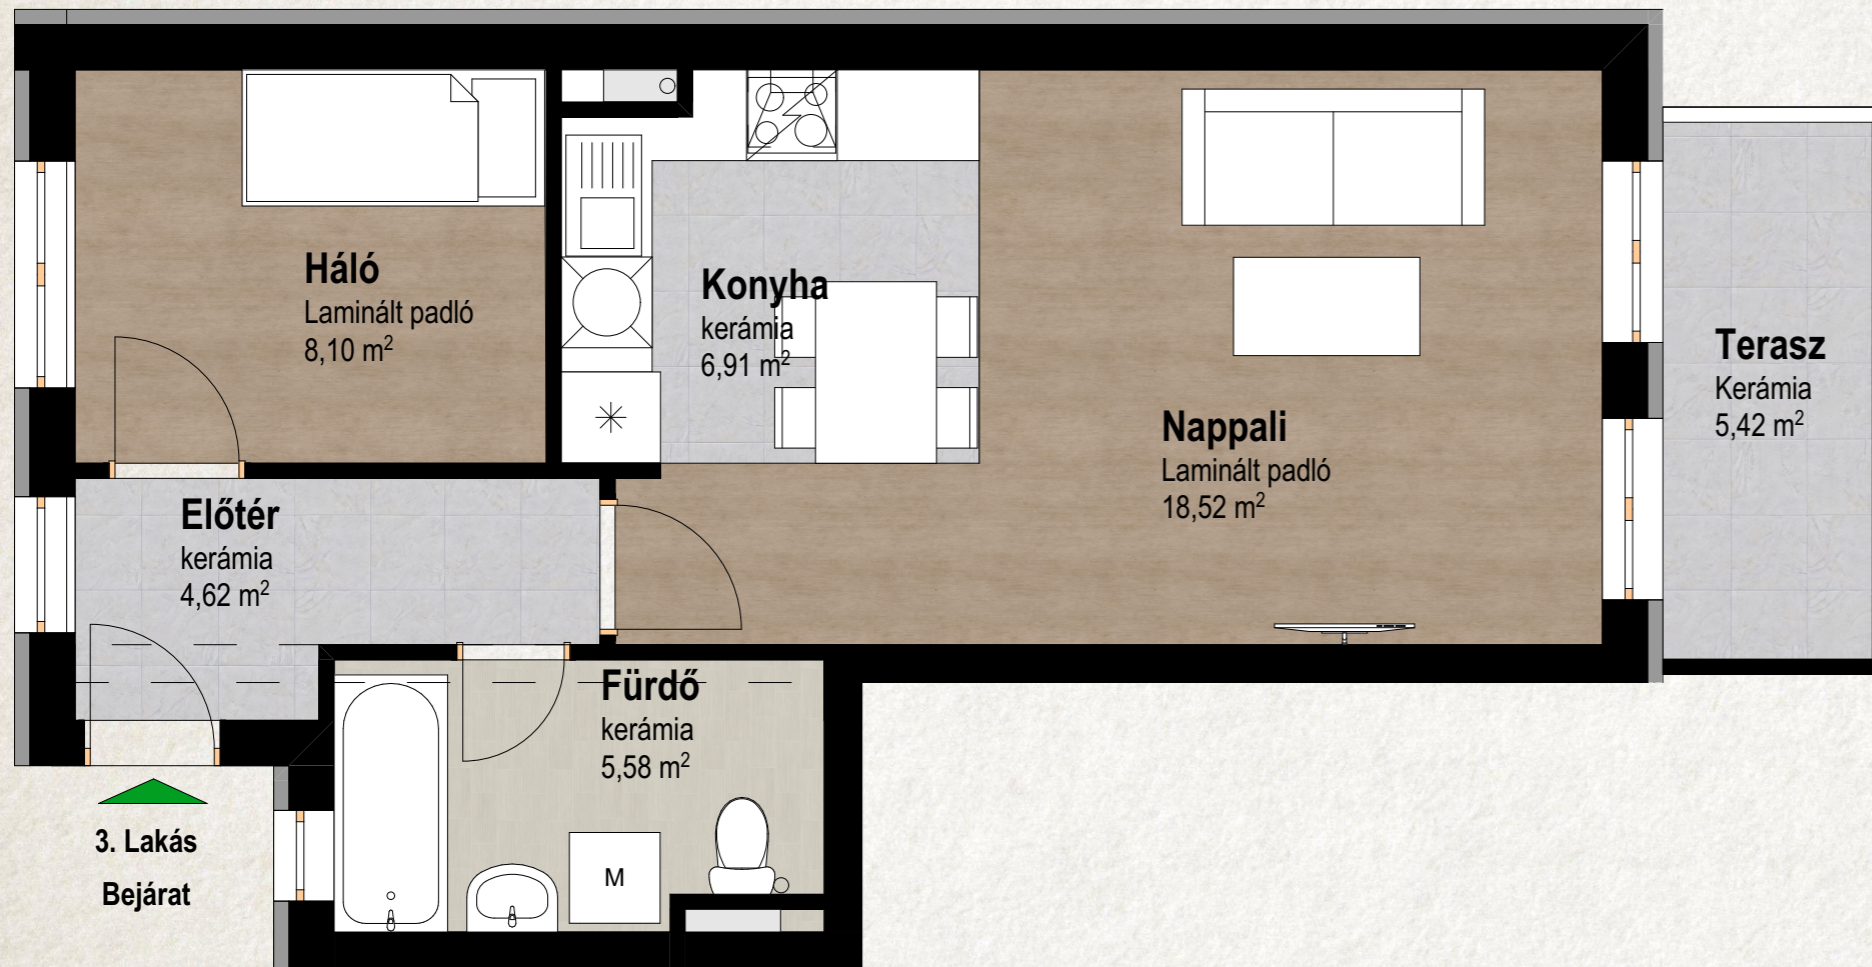 Háló
Laminált padló
8,10 m²
Konyha
kerámia
6,91 m²
Nappali
Laminált padló
18,52 m²
Terasz
Kerámia
5,42 m²
Előtér
kerámia
4,62 m²
Fürdő
kerámia
5,58 m²
M
3. Lakás
Bejárat